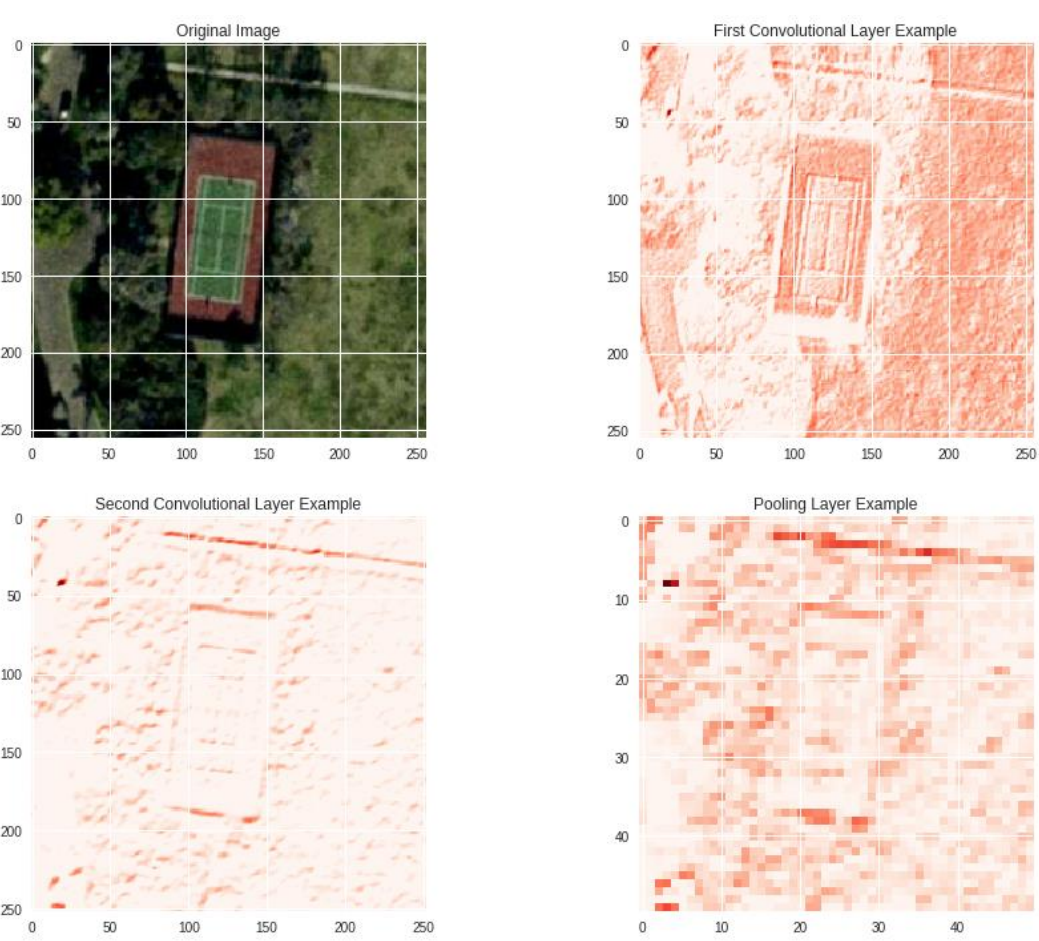 Original Image
First Convolutional Layer Example
0
50
100
150
200
250
0 50 100 150 200 250
0
50
100
150
200
250
0 50 100 150 200 250
Second Convolutional Layer Example
Pooling Layer Example
0
50
100
150
200
250
0 50 100 150 200 250
0
10
20
30
40
0 10 20 30 40